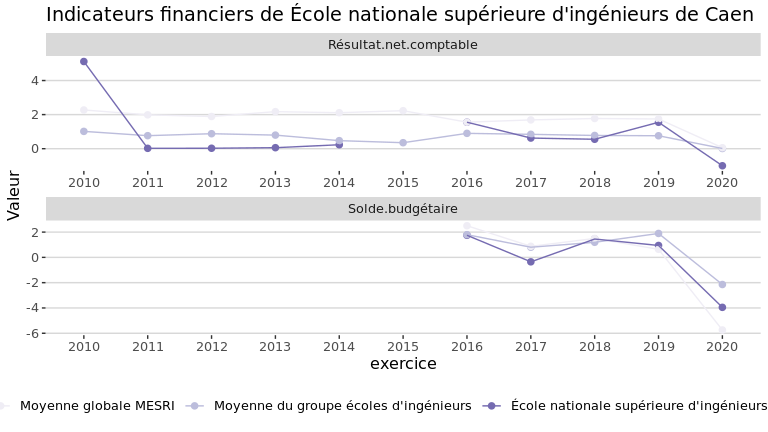 Indicateurs financiers de École nationale supérieure d'ingénieurs de Caen
Résultat.net.comptable
4
2
0
2010 2011 2012 2013 2014 2015 2016 2017 2018 2019 2020
Valeur
Solde.budgétaire
2
0
-2
-4
-6
2010 2011 2012 2013 2014 2015 2016 2017 2018 2019 2020
exercice
Moyenne globale MESRI Moyenne du groupe écoles d'ingénieurs École nationale supérieure d'ingénieurs